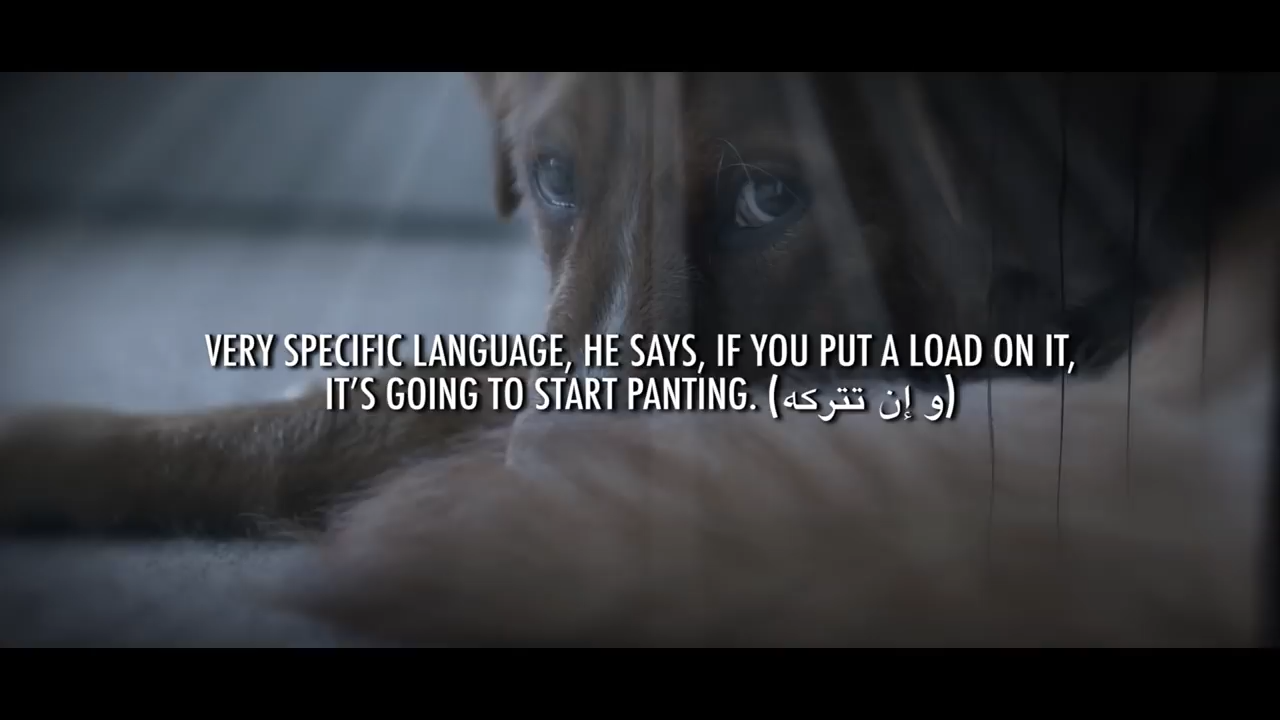 VERY SPECIFIC LANGUAGE, HE SAYS, IF YOU PUT A LOAD ON IT,
IT’S GOING TO START PANTING. (و إن تتركه)